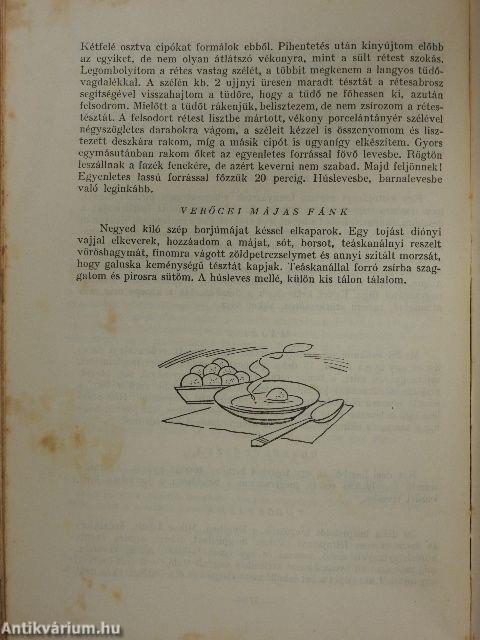 Kétfelé osztva cipókat formálok ebből. Pihentetés után kinyújtom előbb
az egyiket, de nem olyan átlátszó vékonyra, mint a sült rétest szokás.
Legombolyítom a rétes vastag szélét, a többit megkenem a langyos tüdő-
vagdalékkal. A szélén kb. 2 ujjnyi üresen maradt tésztát a rétesabrosz
segítségével visszahajtom a tüdőre, hogy a tüdő ne főhessen ki, azután
felsodrom. Mielőtt a tüdőt rákenjük, belisztezem, de nem zsírozom a rétes-
tésztát. A felsodort rétest lisztbe mártott, vékony porcelántányér szélével
négyszögletes darabokra vágom, a széleit kézzel is összenyomom és lisz-
tezett deszkára rakom, míg a másik cipót is ugyanígy elkészítem. Gyors
egymásutánban rakom őket az egyenletes forrással fövő levesbe. Rögtön
leszállnak a fazék fenekére, de azért keverni nem szabad. Majd feljönnek!
Egyenletes lassú forrással főzzük 20 percig. Húslevesbe, barnalevesbe
való leginkább.
VERŐCEI MÁJAS FÁNK
Negyed kiló szép borjúmájat késsel elkaparok. Egy tojást diónyi
vajjal elkeverek, hozzáadom a májat, sót, borsot, teáskanálnyi reszelt
vöröshagymát, finomra vágott zöldpetrezselymet és annyi szitált morzsát,
hogy galuska keménységű tésztát kapjak. Teáskanállal forró zsírba szag-
gatom és pirosra sütöm. A húsleves mellé, külön kis tálon tálalom.
Antikvárium.hu